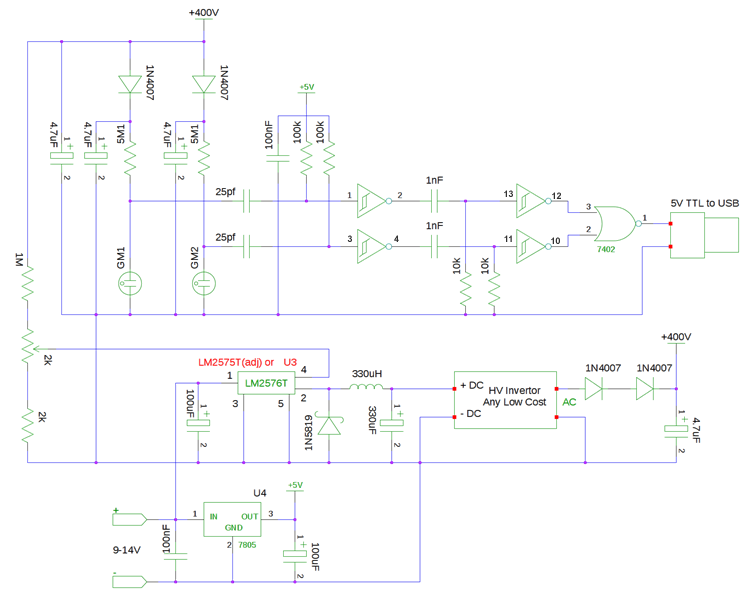 +400V
1N4007
1N4007
+5V
4.7uF
1
+
2
4.7uF
1
+
2
5M1
4.7uF
1
+
2
5M1
100nF
100k
100k
25pf
1
2
1nF
13
12
3
1
2
7402
5V TTL to USB
25pf
3
4
1nF
11
10
GM1
GM2
10k
10k
1M
2k
2k
LM2575T(adj) or U3
1
LM2576T
4
2
3
5
100uF
1
+
2
330uH
1N5819
330uF
1
+
2
+ DC
HV Invertor
Any Low Cost
- DC
AC
1N4007
1N4007
+400V
4.7uF
1
+
2
+
9-14V
-
100nF
U4
1
IN
OUT
3
GND
2
7805
+5V
100uF
1
+
2